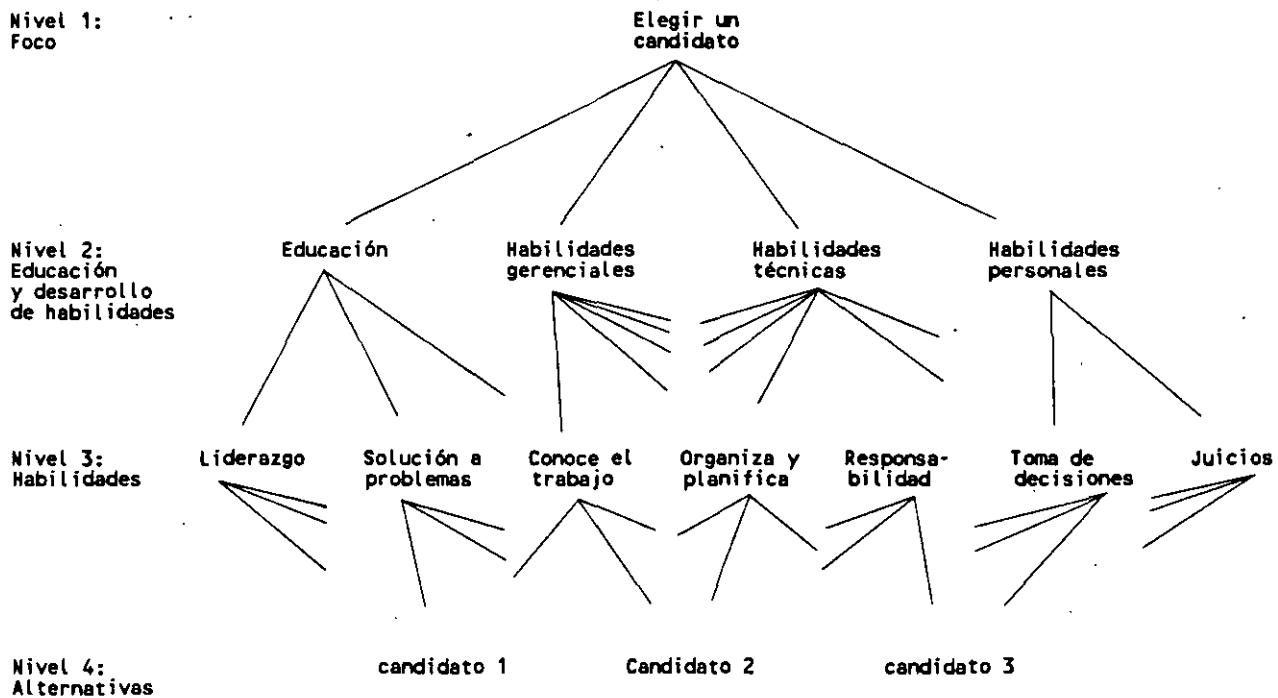 Nivel 1:
Foco
Elegir un
candidato
Nivel 2:
Educación
y desarrollo
de habilidades
Educación
Habilidades
gerenciales
Habilidades
técnicas
Habilidades
personales
Nivel 3:
Habilidades
Liderazgo
Solución a
problemas
Conoce el
trabajo
Organiza y
planifica
Responsa-
bilidad
Toma de
decisiones
Juicios
Nivel 4:
Alternativas
candidato 1
Candidato 2
candidato 3